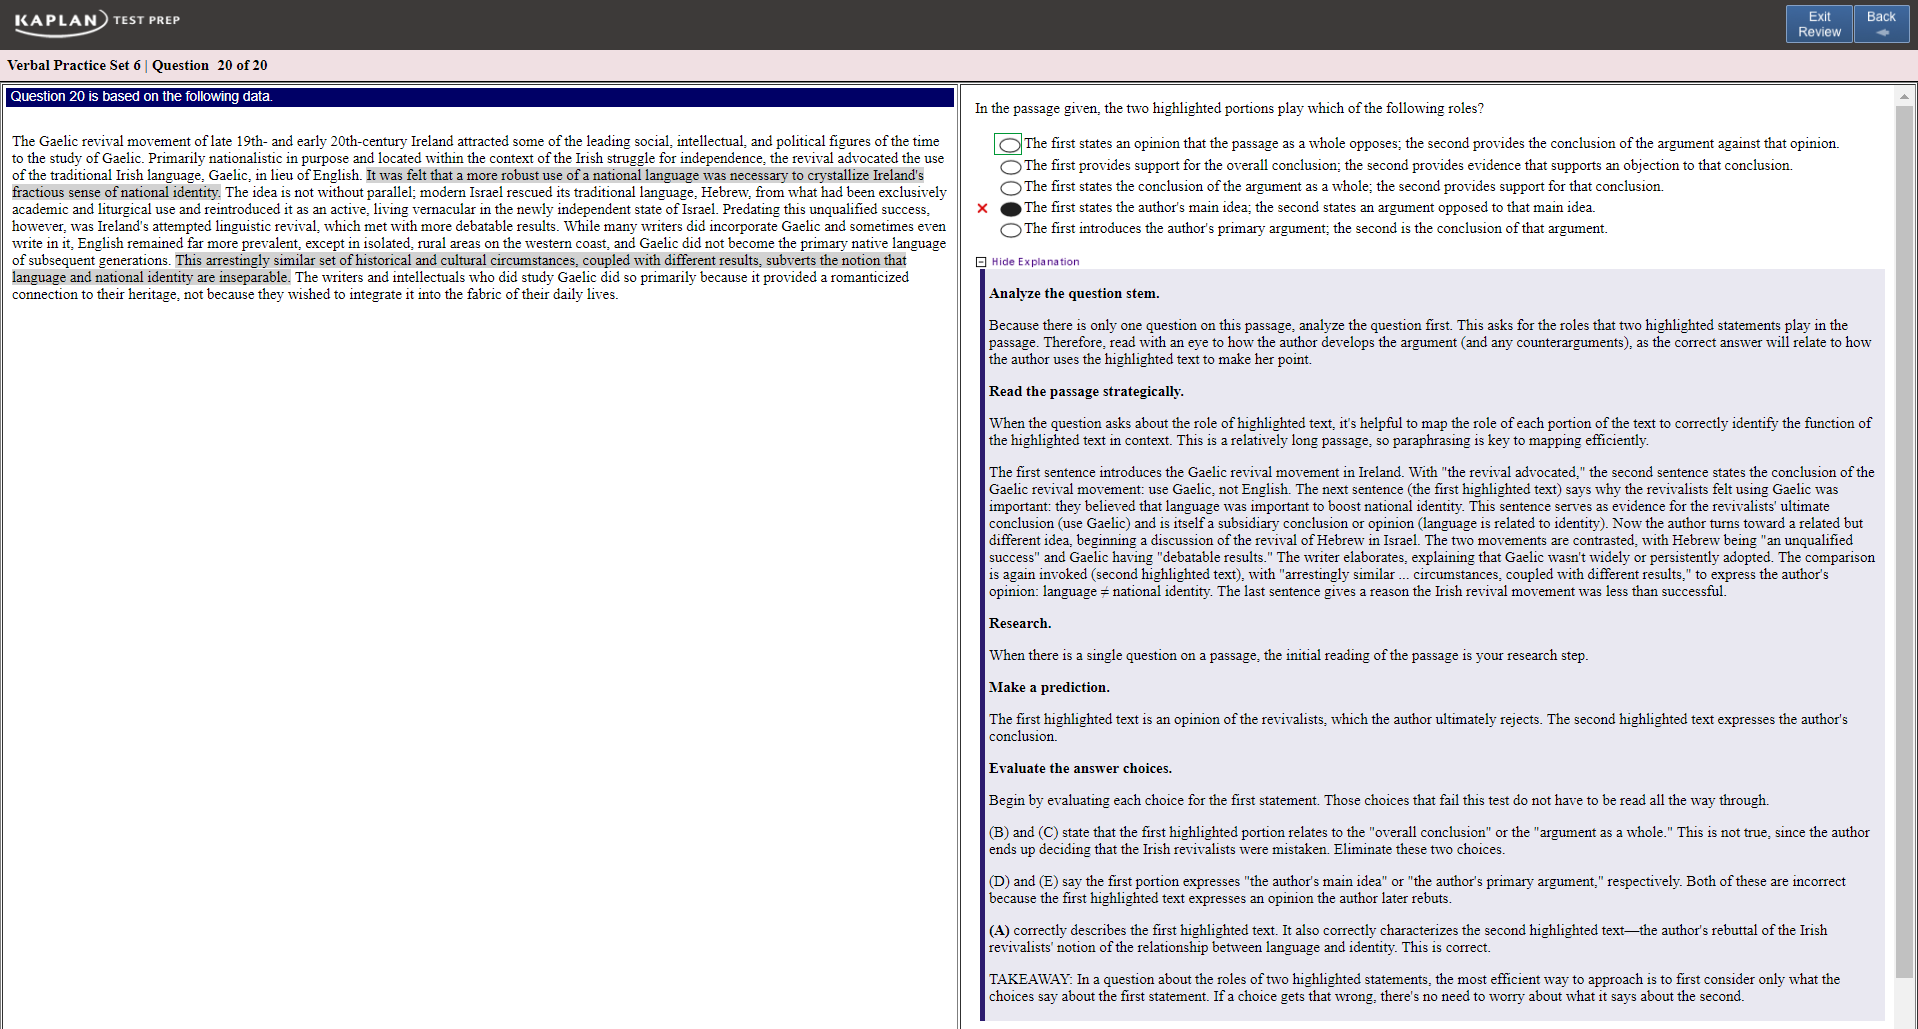 KAPLAN TEST PREP
Exit Review
Back
Verbal Practice Set 6 | Question 20 of 20
Question 20 is based on the following data.
The Gaelic revival movement of late 19th- and early 20th-century Ireland attracted some of the leading social, intellectual, and political figures of the time
to the study of Gaelic. Primarily nationalistic in purpose and located within the context of the Irish struggle for independence, the revival advocated the use
of the traditional Irish language, Gaelic, in lieu of English. It was felt that a more robust use of a national language was necessary to crystallize Ireland's
fractious sense of national identity. The idea is not without parallel; modern Israel rescued its traditional language, Hebrew, from what had been exclusively
academic and liturgical use and reintroduced it as an active, living vernacular in the newly independent state of Israel. Predating this unqualified success,
however, was Ireland's attempted linguistic revival, which met with more debatable results. While many writers did incorporate Gaelic and sometimes even
write in it, English remained far more prevalent, except in isolated, rural areas on the western coast, and Gaelic did not become the primary native language
of subsequent generations. This arrestingly similar set of historical and cultural circumstances, coupled with different results, subverts the notion that
language and national identity are inseparable. The writers and intellectuals who did study Gaelic did so primarily because it provided a romanticized
connection to their heritage, not because they wished to integrate it into the fabric of their daily lives.
In the passage given, the two highlighted portions play which of the following roles?
The first states an opinion that the passage as a whole opposes; the second provides the conclusion of the argument against that opinion.
The first provides support for the overall conclusion; the second provides evidence that supports an objection to that conclusion.
The first states the conclusion of the argument as a whole; the second provides support for that conclusion.
The first states the author's main idea; the second states an argument opposed to that main idea.
The first introduces the author's primary argument; the second is the conclusion of that argument.
Hide Explanation
Analyze the question stem.
Because there is only one question on this passage, analyze the question first. This asks for the roles that two highlighted statements play in the
passage. Therefore, read with an eye to how the author develops the argument (and any counterarguments), as the correct answer will relate to how
the author uses the highlighted text to make her point.
Read the passage strategically.
When the question asks about the role of highlighted text, it's helpful to map the role of each portion of the text to correctly identify the function of
the highlighted text in context. This is a relatively long passage, so paraphrasing is key to mapping efficiently.
The first sentence introduces the Gaelic revival movement in Ireland. With "the revival advocated," the second sentence states the conclusion of the
Gaelic revival movement: use Gaelic, not English. The next sentence (the first highlighted text) says why the revivalists felt using Gaelic was
important: they believed that language was important to boost national identity. This sentence serves as evidence for the revivalists' ultimate
conclusion (use Gaelic) and is itself a subsidiary conclusion or opinion (language is related to identity). Now the author turns toward a related but
different idea, beginning a discussion of the revival of Hebrew in Israel. The two movements are contrasted, with Hebrew being "an unqualified
success" and Gaelic having "debatable results." The writer elaborates, explaining that Gaelic wasn't widely or persistently adopted. The comparison
is again invoked (second highlighted text), with "arrestingly similar ... circumstances, coupled with different results," to express the author's
opinion: language ≠ national identity. The last sentence gives a reason the Irish revival movement was less than successful.
Research.
When there is a single question on a passage, the initial reading of the passage is your research step.
Make a prediction.
The first highlighted text is an opinion of the revivalists, which the author ultimately rejects. The second highlighted text expresses the author's
conclusion.
Evaluate the answer choices.
Begin by evaluating each choice for the first statement. Those choices that fail this test do not have to be read all the way through.
(B) and (C) state that the first highlighted portion relates to the "overall conclusion" or the "argument as a whole." This is not true, since the author
ends up deciding that the Irish revivalists were mistaken. Eliminate these two choices.
(D) and (E) say the first portion expresses "the author's main idea" or "the author's primary argument," respectively. Both of these are incorrect
because the first highlighted text expresses an opinion the author later rebuts.
(A) correctly describes the first highlighted text. It also correctly characterizes the second highlighted text—the author's rebuttal of the Irish
revivalists' notion of the relationship between language and identity. This is correct.
TAKEAWAY: In a question about the roles of two highlighted statements, the most efficient way to approach is to first consider only what the
choices say about the first statement. If a choice gets that wrong, there's no need to worry about what it says about the second.